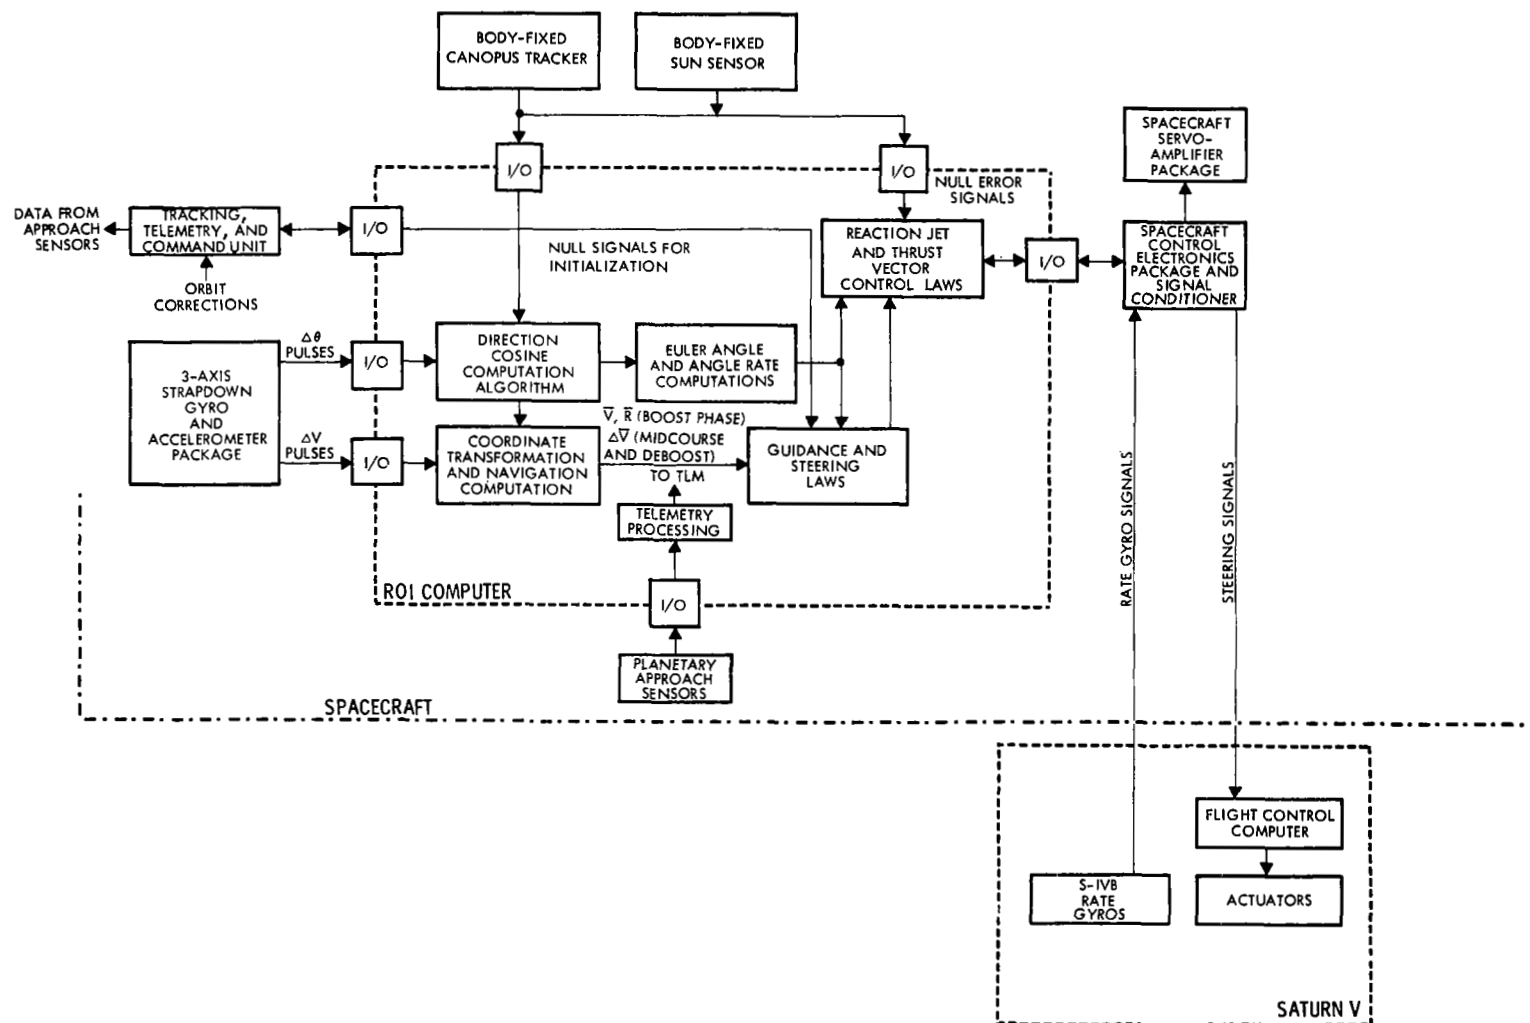 BODY-FIXED
CANOPUS TRACKER
BODY-FIXED
SUN SENSOR
SPACECRAFT
SERVO-
AMPLIFIER
PACKAGE
I/O
I/O
NULL ERROR
SIGNALS
DATA FROM
APPROACH
SENSORS
TRACKING,
TELEMETRY, AND
COMMAND UNIT
I/O
NULL SIGNALS FOR
INITIALIZATION
REACTION JET
AND THRUST
VECTOR
CONTROL LAWS
I/O
SPACECRAFT
CONTROL
ELECTRONICS
PACKAGE AND
SIGNAL
CONDITIONER
ORBIT
CORRECTIONS
3-AXIS
STRAPDOWN
GYRO
AND
ACCELEROMETER
PACKAGE
Δθ
PULSES
I/O
DIRECTION
COSINE
COMPUTATION
ALGORITHM
EULER ANGLE
AND ANGLE RATE
COMPUTATIONS
ΔV
PULSES
I/O
COORDINATE
TRANSFORMATION
AND NAVIGATION
COMPUTATION
V̅, R̅ (BOOST PHASE)
ΔV̅ (MIDCOURSE
AND DEBOOST)
TO TLM
GUIDANCE AND
STEERING
LAWS
TELEMETRY
PROCESSING
I/O
ROI COMPUTER
PLANETARY
APPROACH
SENSORS
SPACECRAFT
RATE GYRO SIGNALS
STEERING SIGNALS
FLIGHT CONTROL
COMPUTER
S-IVB
RATE
GYROS
ACTUATORS
SATURN V